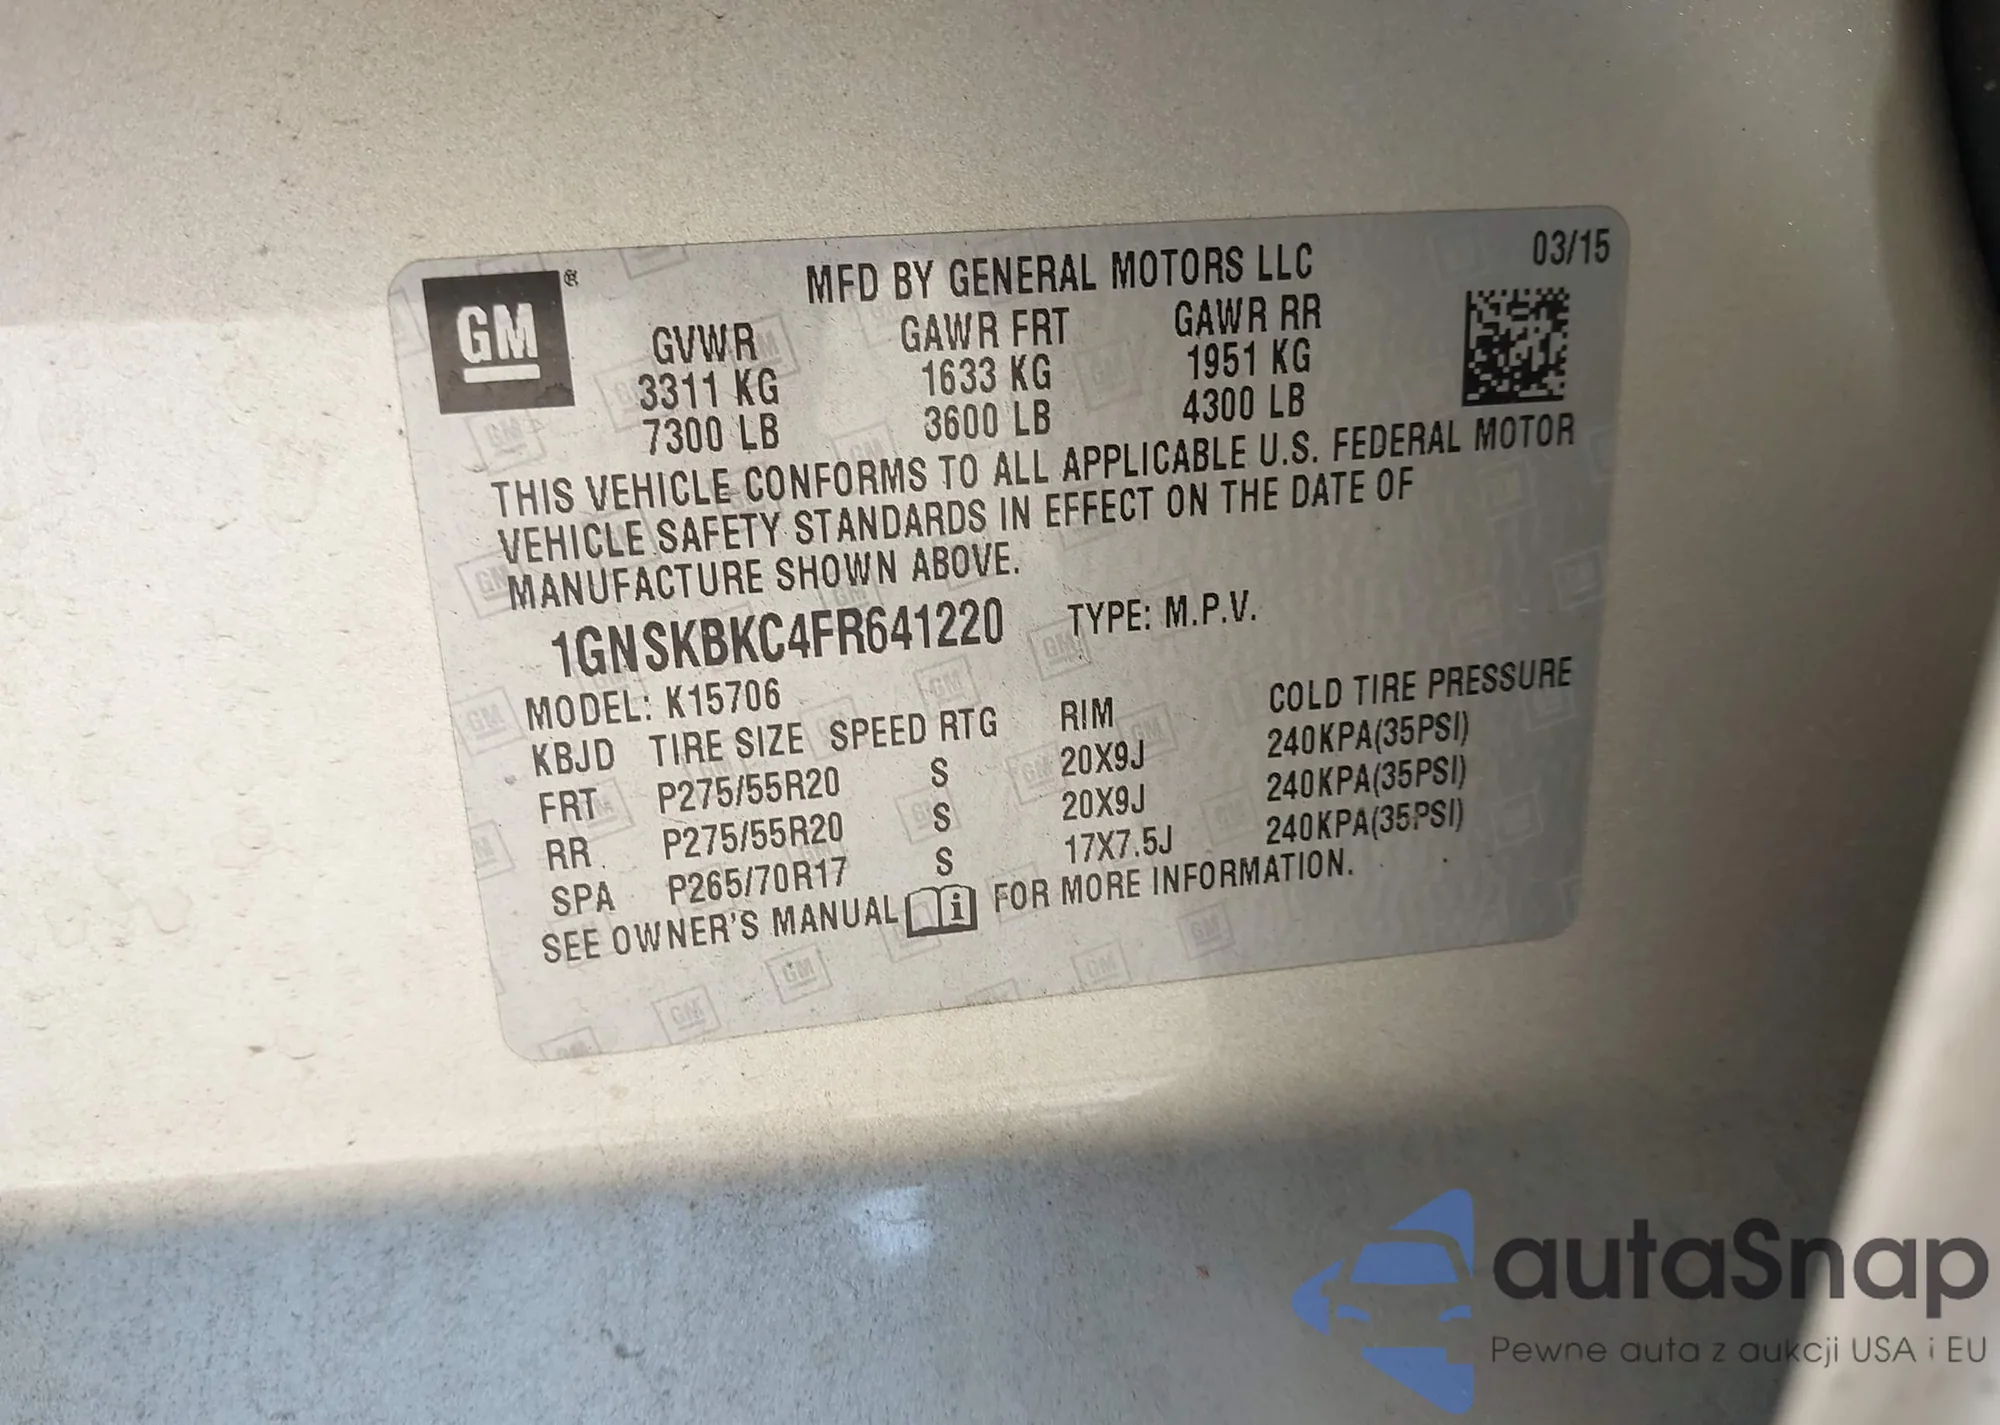 GM ®
MFD BY GENERAL MOTORS LLC 03/15
GVWR GAWR FRT GAWR RR
3311 KG 1633 KG 1951 KG
7300 LB 3600 LB 4300 LB
THIS VEHICLE CONFORMS TO ALL APPLICABLE U.S. FEDERAL MOTOR
VEHICLE SAFETY STANDARDS IN EFFECT ON THE DATE OF
MANUFACTURE SHOWN ABOVE.
1GNSKBKC4FR641220 TYPE: M.P.V.
MODEL: K15706
KBJD TIRE SIZE SPEED RTG RIM COLD TIRE PRESSURE
FRT P275/55R20 S 20X9J 240KPA(35PSI)
RR P275/55R20 S 20X9J 240KPA(35PSI)
SPA P265/70R17 S 17X7.5J 240KPA(35PSI)
SEE OWNER'S MANUAL i FOR MORE INFORMATION.
autaSnap
Pewne auta z aukcji USA i EU